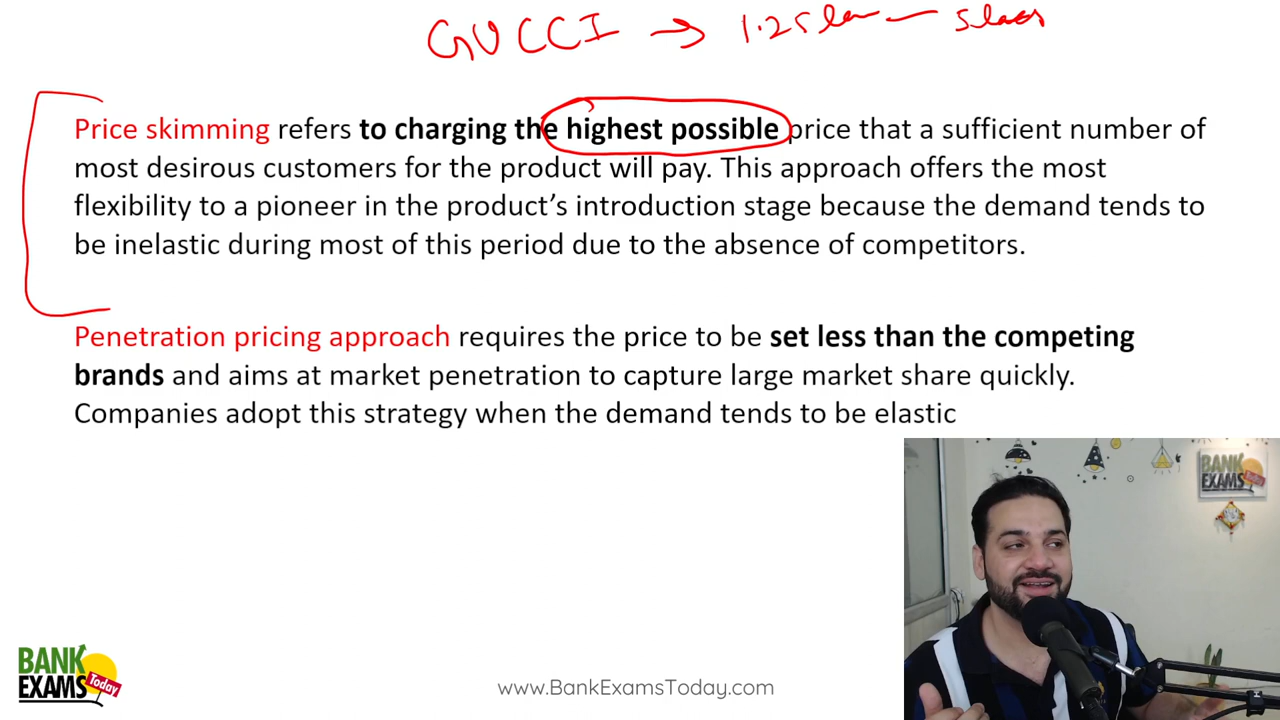 GUCCI → 1.25 lac — 5 lacs
Price skimming refers to charging the highest possible price that a sufficient number of
most desirous customers for the product will pay. This approach offers the most
flexibility to a pioneer in the product’s introduction stage because the demand tends to
be inelastic during most of this period due to the absence of competitors.
Penetration pricing approach requires the price to be set less than the competing
brands and aims at market penetration to capture large market share quickly.
Companies adopt this strategy when the demand tends to be elastic
BANK
EXAMS
Today
BANK
EXAMS
Today
www.BankExamsToday.com